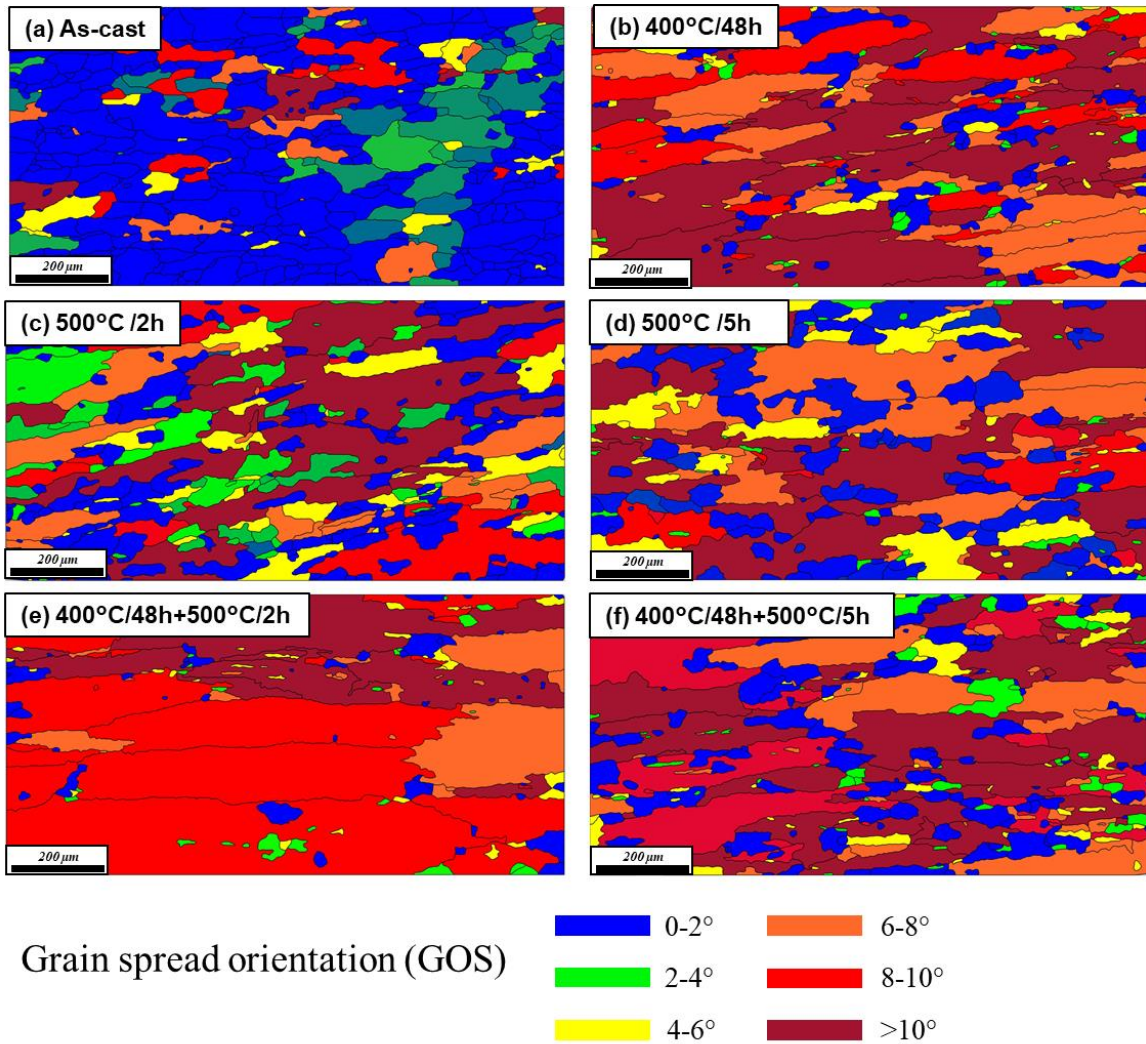 (a) As-cast
(b) 400°C/48h
200 µm
200 µm
(c) 500°C /2h
(d) 500°C /5h
200 µm
200 µm
(e) 400°C/48h+500°C/2h
(f) 400°C/48h+500°C/5h
200 µm
200 µm
Grain spread orientation (GOS)
0-2°
6-8°
2-4°
8-10°
4-6°
>10°